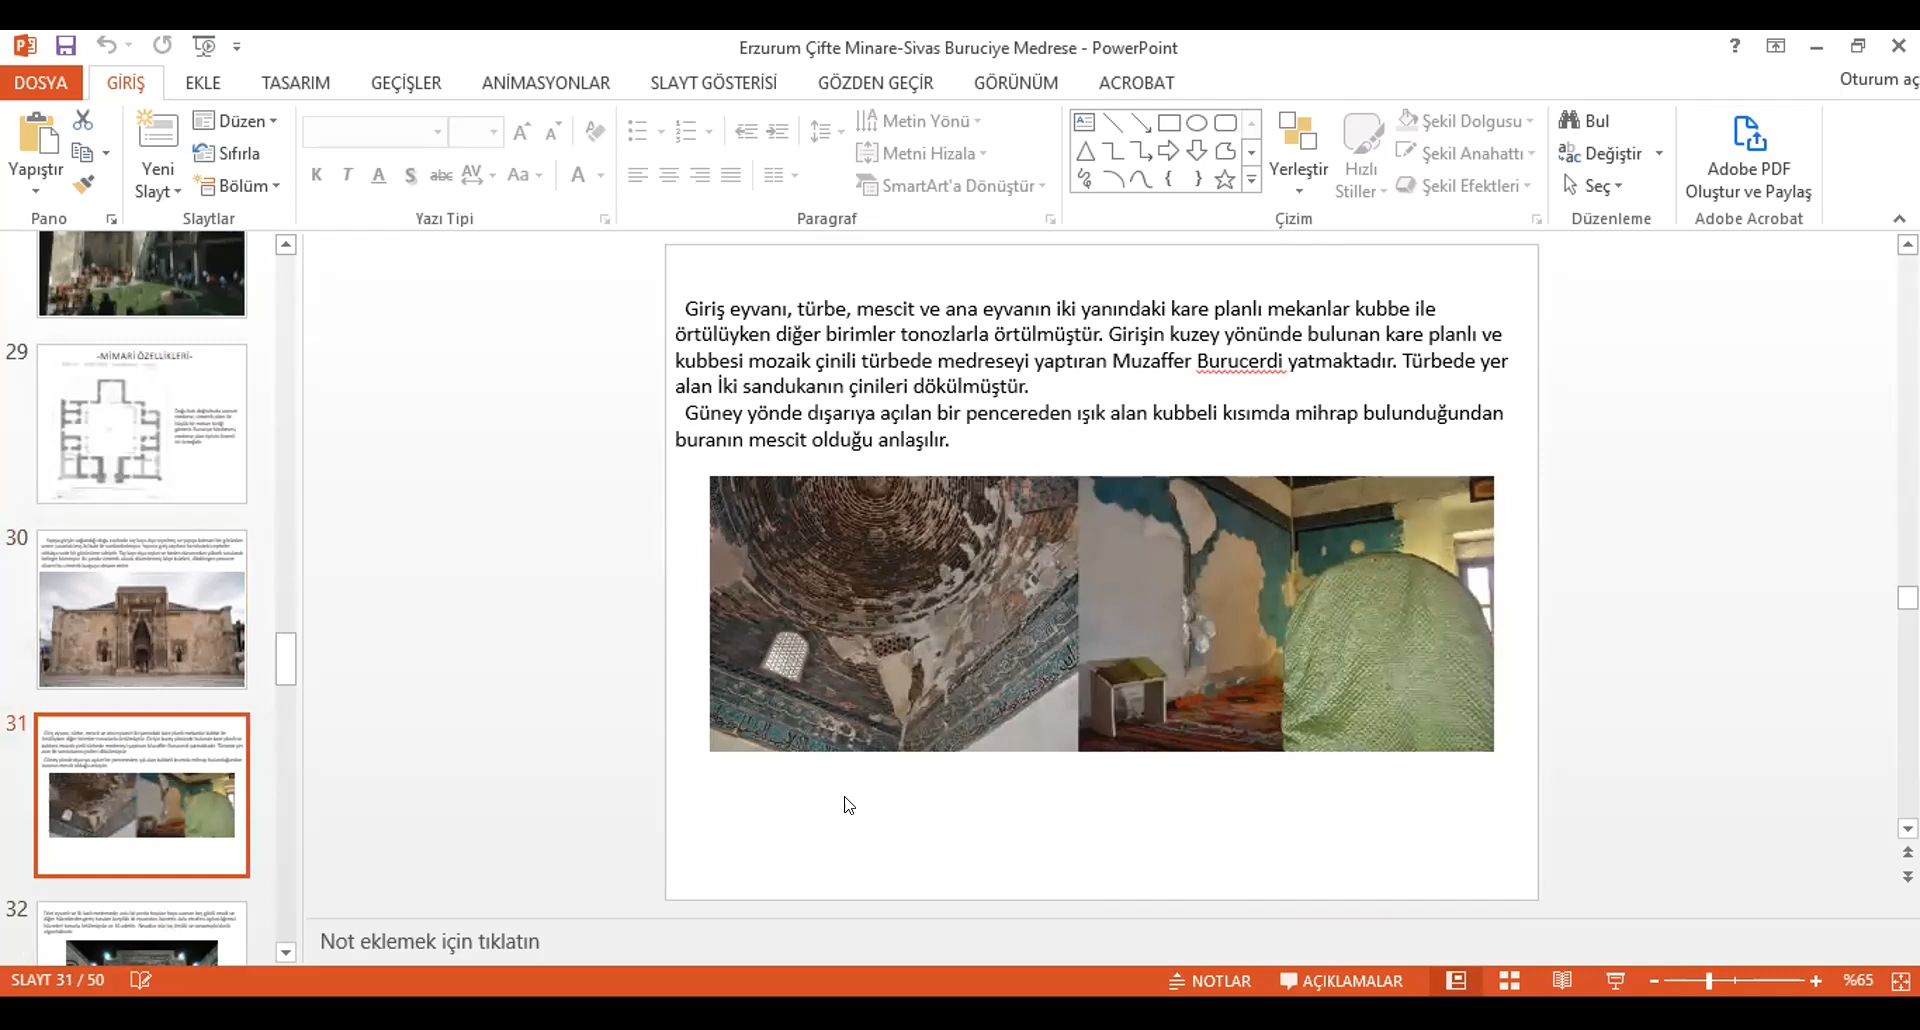 Erzurum Çifte Minare-Sivas Buruciye Medrese - PowerPoint
?
DOSYA GİRİŞ EKLE TASARIM GEÇİŞLER ANİMASYONLAR SLAYT GÖSTERİSİ GÖZDEN GEÇİR GÖRÜNÜM ACROBAT Oturum aç
Yapıştır
Pano
Yeni
Slayt
Düzen
Sıfırla
Bölüm
Slaytlar
K T A S abc AV Aa A
Yazı Tipi
Metin Yönü
Metni Hizala
SmartArt'a Dönüştür
Paragraf
Yerleştir
Hızlı
Stiller
Şekil Dolgusu
Şekil Anahattı
Şekil Efektleri
Çizim
Bul
Değiştir
Seç
Düzenleme
Adobe PDF
Oluştur ve Paylaş
Adobe Acrobat
29
-MİMARİ ÖZELLİKLERİ-
30
31
32
Giriş eyvanı, türbe, mescit ve ana eyvanın iki yanındaki kare planlı mekanlar kubbe ile
örtülüyken diğer birimler tonozlarla örtülmüştür. Girişin kuzey yönünde bulunan kare planlı ve
kubbesi mozaik çinili türbede medreseyi yaptıran Muzaffer Burucerdi yatmaktadır. Türbede yer
alan İki sandukanın çinileri dökülmüştür.
Güney yönde dışarıya açılan bir pencereden ışık alan kubbeli kısımda mihrap bulunduğundan
buranın mescit olduğu anlaşılır.
Not eklemek için tıklatın
SLAYT 31 / 50
NOTLAR AÇIKLAMALAR %65